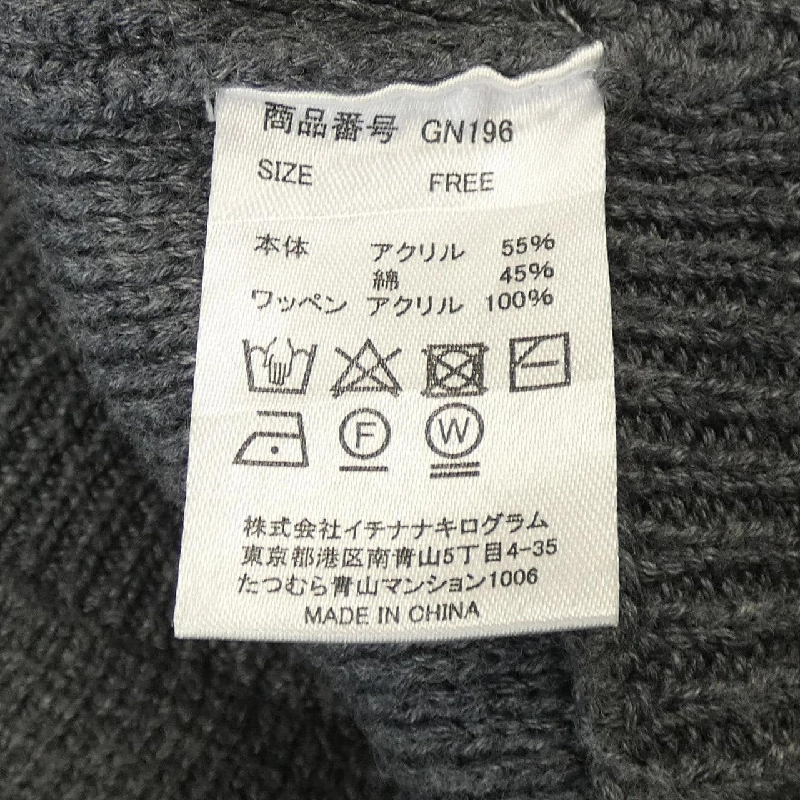 商品番号 GN196
SIZE FREE
本体 アクリル 55%
綿 45%
ワッペン アクリル 100%
F W
株式会社イチナナキログラム
東京都港区南青山5丁目4-35
たつむら青山マンション1006
MADE IN CHINA